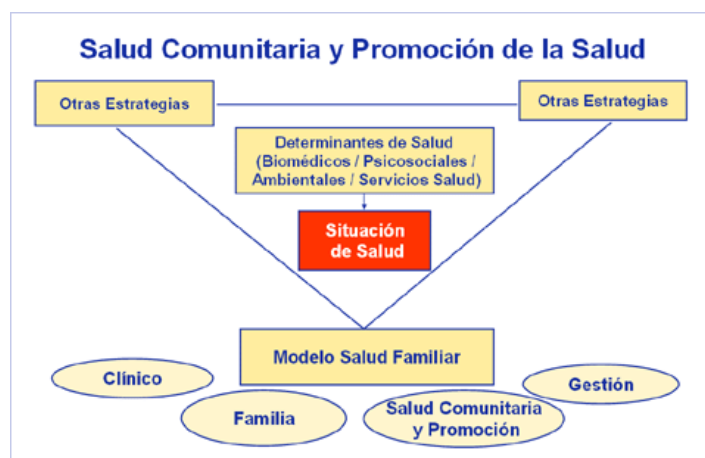 Salud Comunitaria y Promoción de la Salud
Otras Estrategias
Otras Estrategias
Determinantes de Salud
(Biomédicos / Psicosociales /
Ambientales / Servicios Salud)
Situación
de Salud
Modelo Salud Familiar
Clínico
Familia
Salud Comunitaria
y Promoción
Gestión